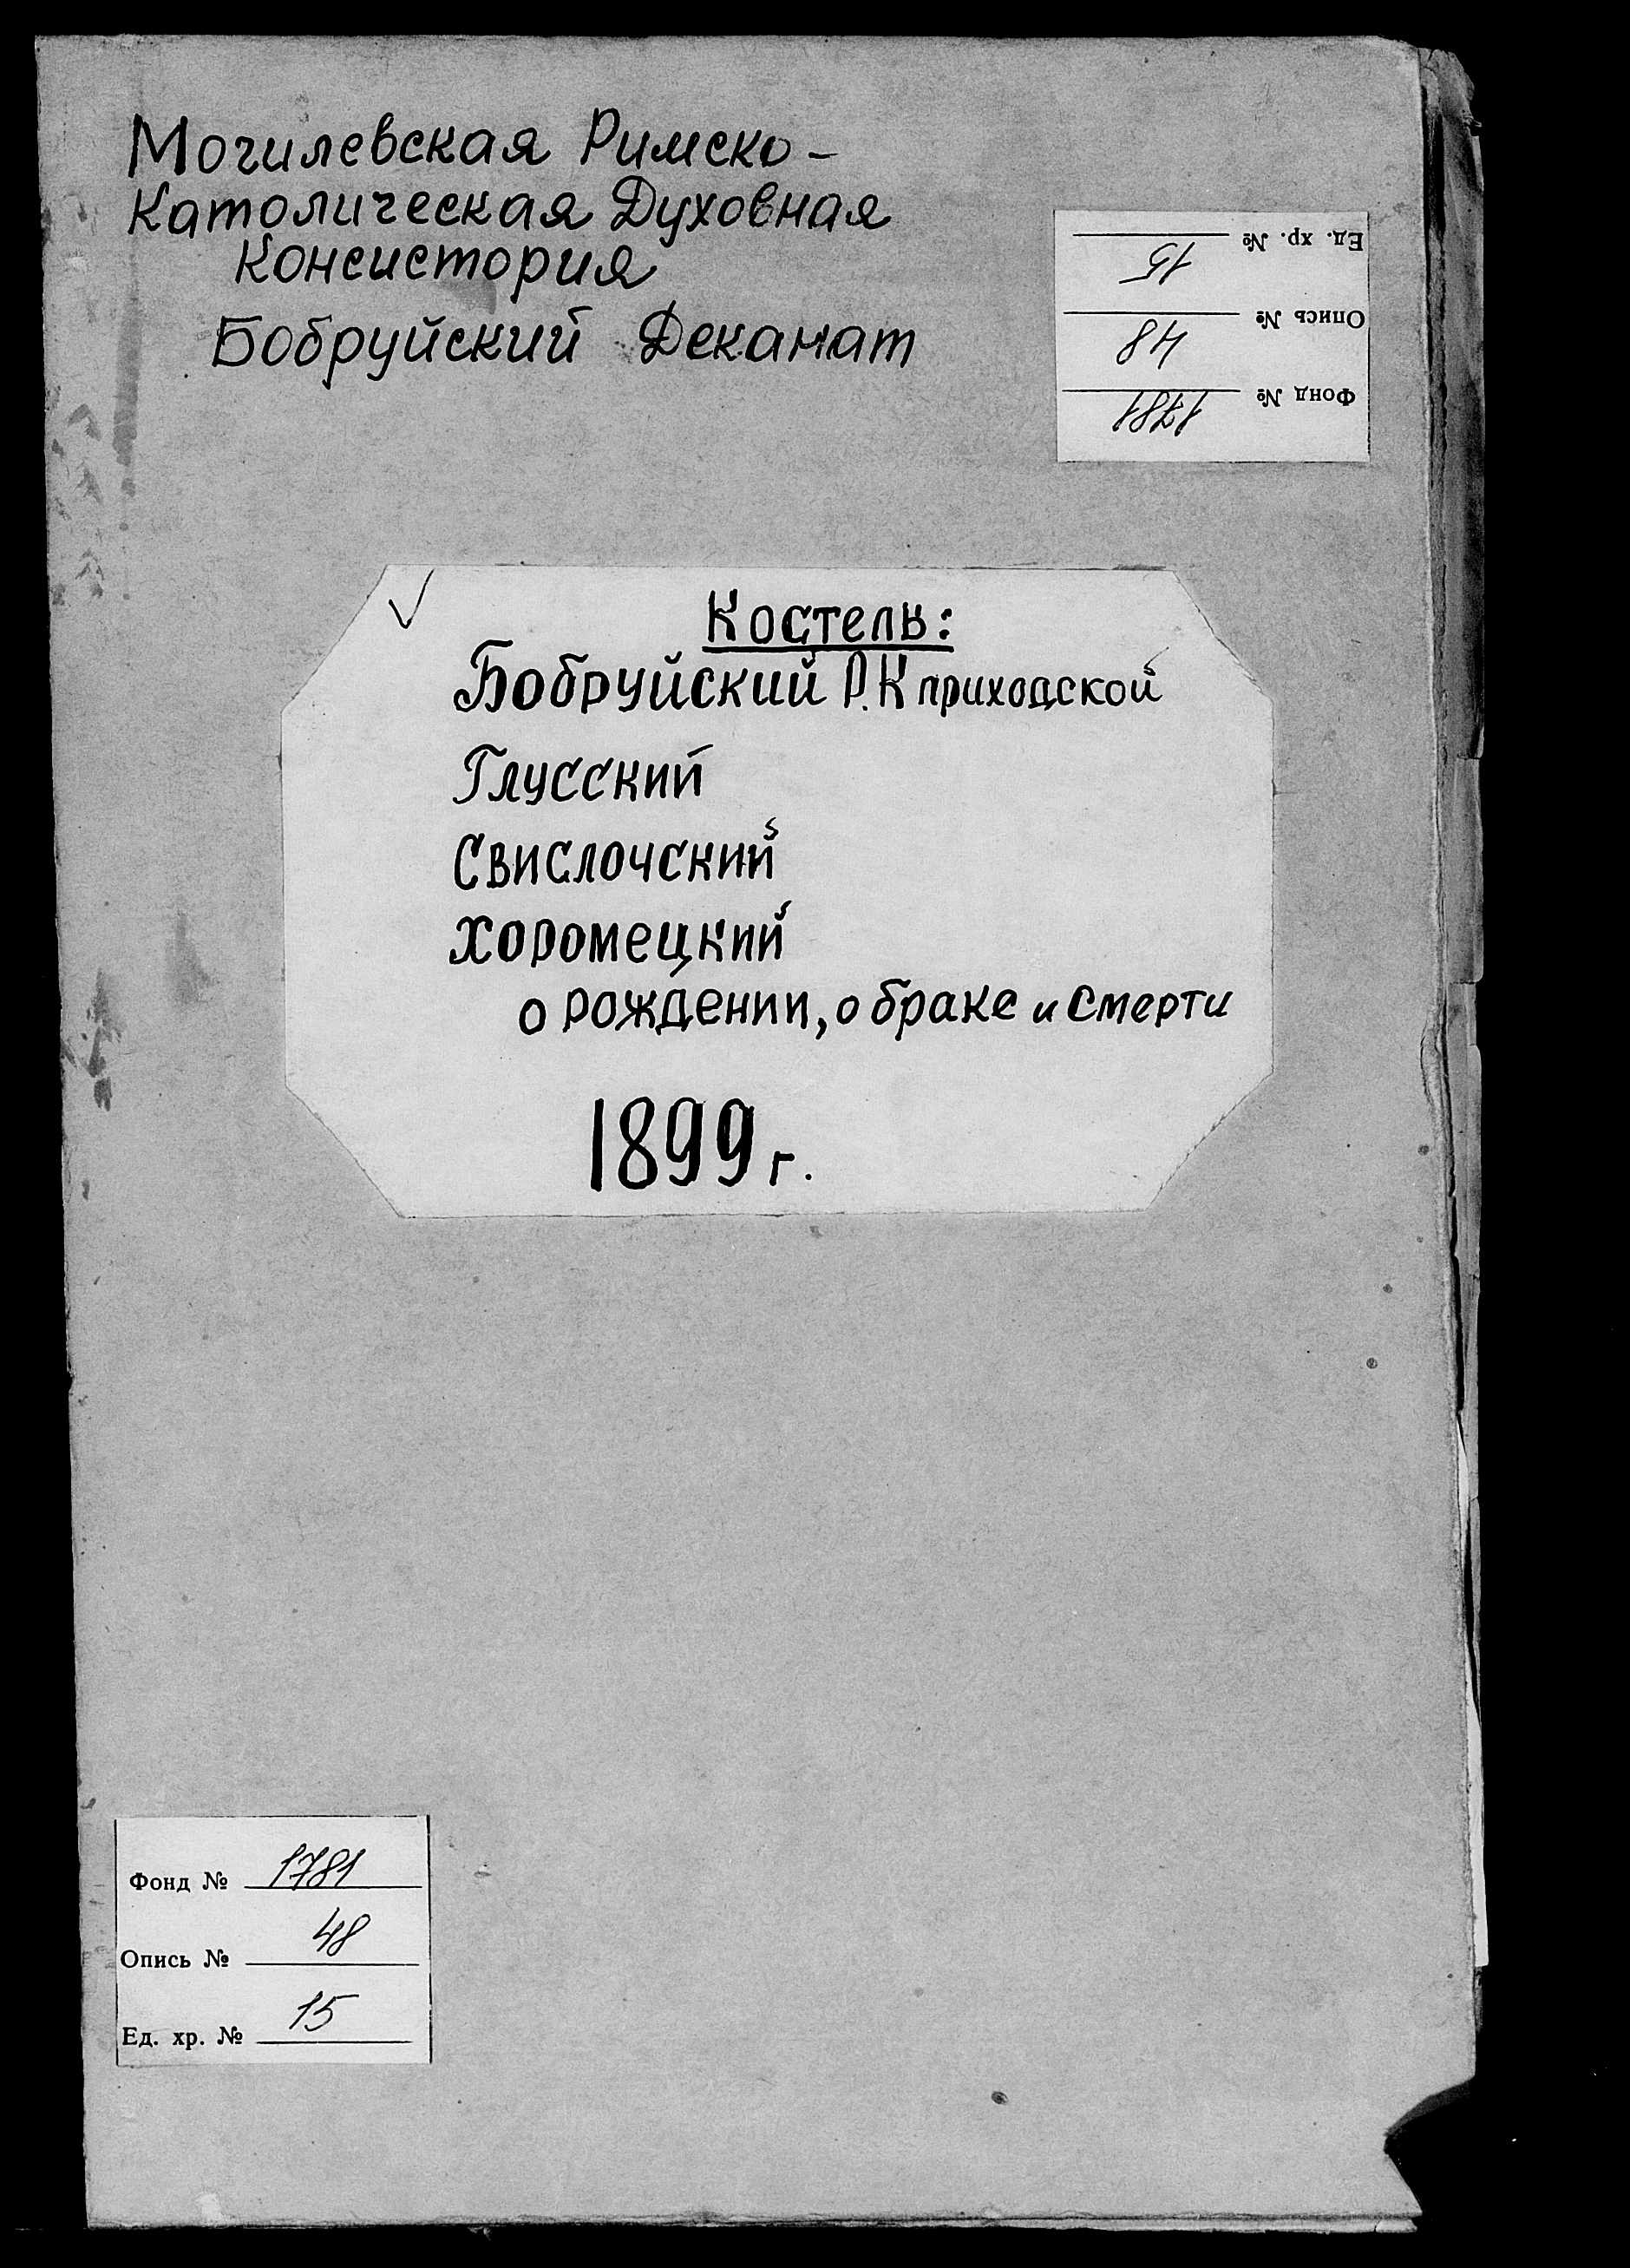 Могилевская Римско-
Католическая Духовная
Консистория
Бобруйский Деканат
Фонд № 1781
Опись № 48
Ед. хр. № 15
Костель:
Бобруйский Р.К приходской
Глусский
Свислочский
Хоромецкий
о рождении, о браке и смерти
1899 г.
Фонд № 1781
Опись № 48
Ед. хр. № 15